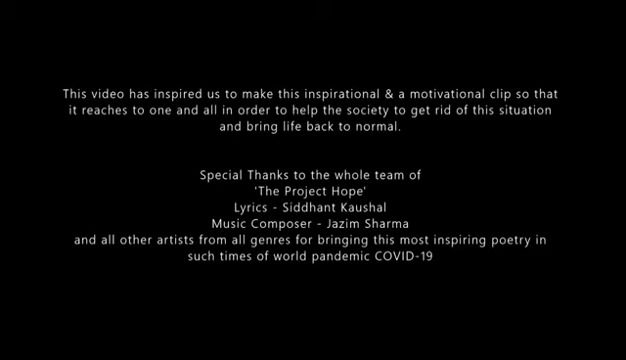 This video has inspired us to make this inspirational & a motivational clip so that
it reaches to one and all in order to help the society to get rid of this situation
and bring life back to normal.
Special Thanks to the whole team of
'The Project Hope'
Lyrics - Siddhant Kaushal
Music Composer - Jazim Sharma
and all other artists from all genres for bringing this most inspiring poetry in
such times of world pandemic COVID-19